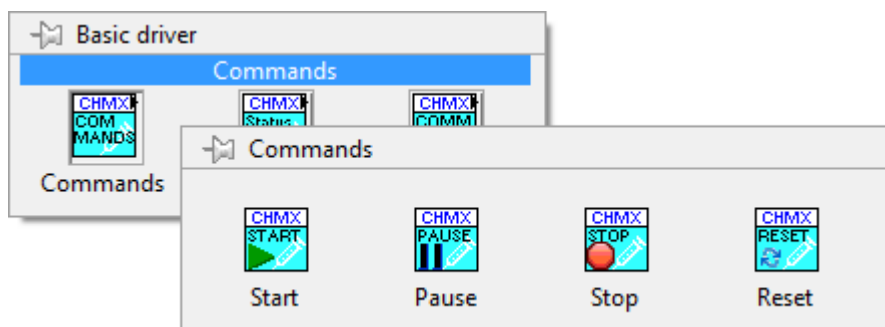 Basic driver
Commands
CHMX
COM
MANDS
CHMX
Status
CHMX
COMM
Commands
Commands
CHMX
START
CHMX
PAUSE
CHMX
STOP
CHMX
RESET
Start
Pause
Stop
Reset